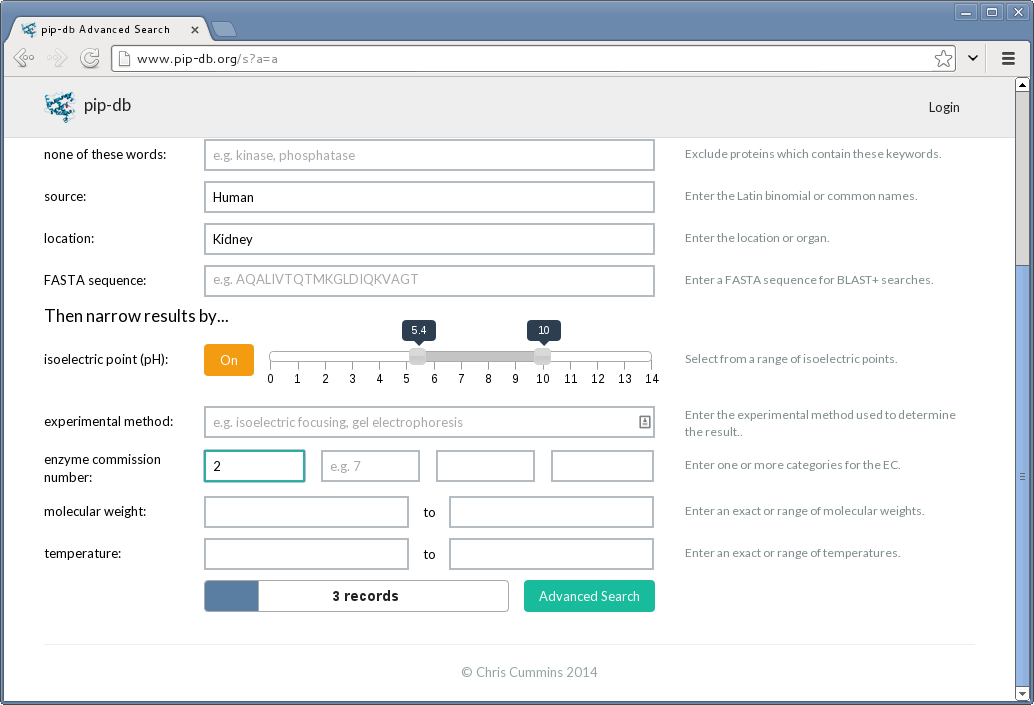 pip-db Advanced Search
www.pip-db.org/s?a=a
pip-db
Login
none of these words:
e.g. kinase, phosphatase
Exclude proteins which contain these keywords.
source:
Human
Enter the Latin binomial or common names.
location:
Kidney
Enter the location or organ.
FASTA sequence:
e.g. AQALIVTQTMKGLDIQKVAGT
Enter a FASTA sequence for BLAST+ searches.
Then narrow results by...
5.4 10
isoelectric point (pH):
On
Select from a range of isoelectric points.
0 1 2 3 4 5 6 7 8 9 10 11 12 13 14
experimental method:
e.g. isoelectric focusing, gel electrophoresis
Enter the experimental method used to determine
the result..
enzyme commission
number:
2
e.g. 7
Enter one or more categories for the EC.
molecular weight:
to
Enter an exact or range of molecular weights.
temperature:
to
Enter an exact or range of temperatures.
3 records
Advanced Search
© Chris Cummins 2014